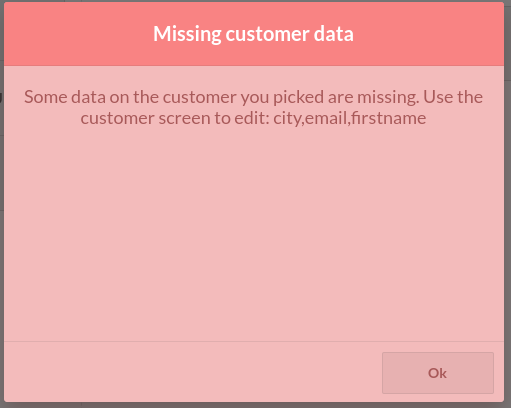 Missing customer data
Some data on the customer you picked are missing. Use the
customer screen to edit: city,email,firstname
Ok